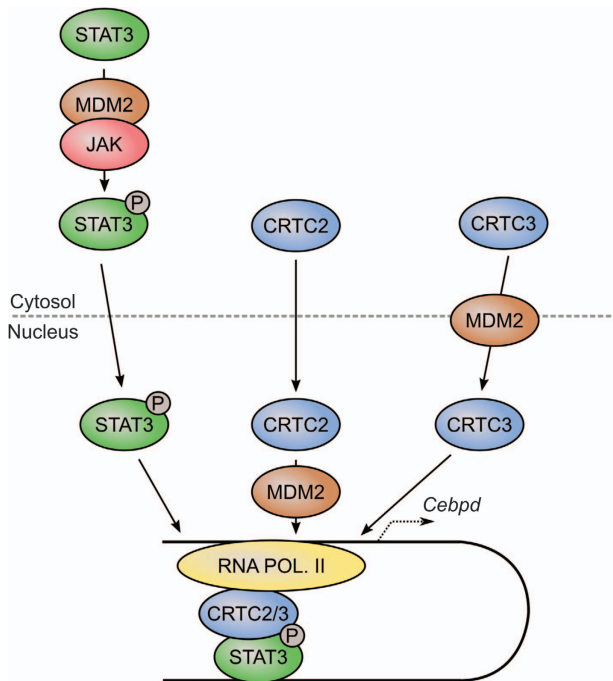 STAT3
MDM2
JAK
P
STAT3
CRTC2
CRTC3
Cytosol
Nucleus
MDM2
P
STAT3
CRTC2
CRTC3
MDM2
Cebpd
RNA POL. II
CRTC2/3
P
STAT3